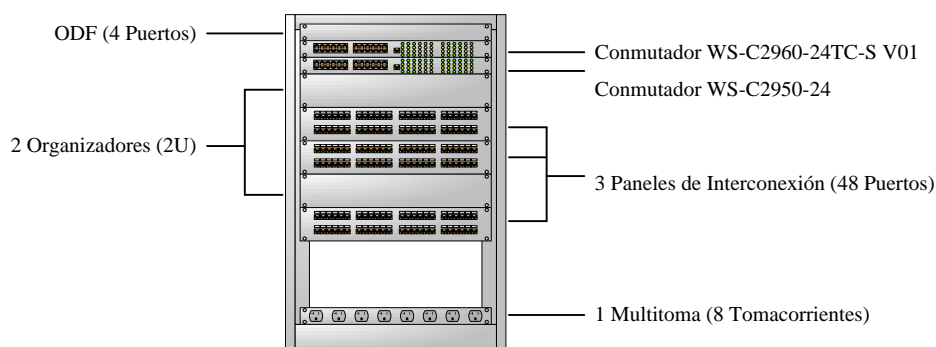 ODF (4 Puertos)
Conmutador WS-C2960-24TC-S V01
Conmutador WS-C2950-24
2 Organizadores (2U)
3 Paneles de Interconexión (48 Puertos)
1 Multitoma (8 Tomacorrientes)